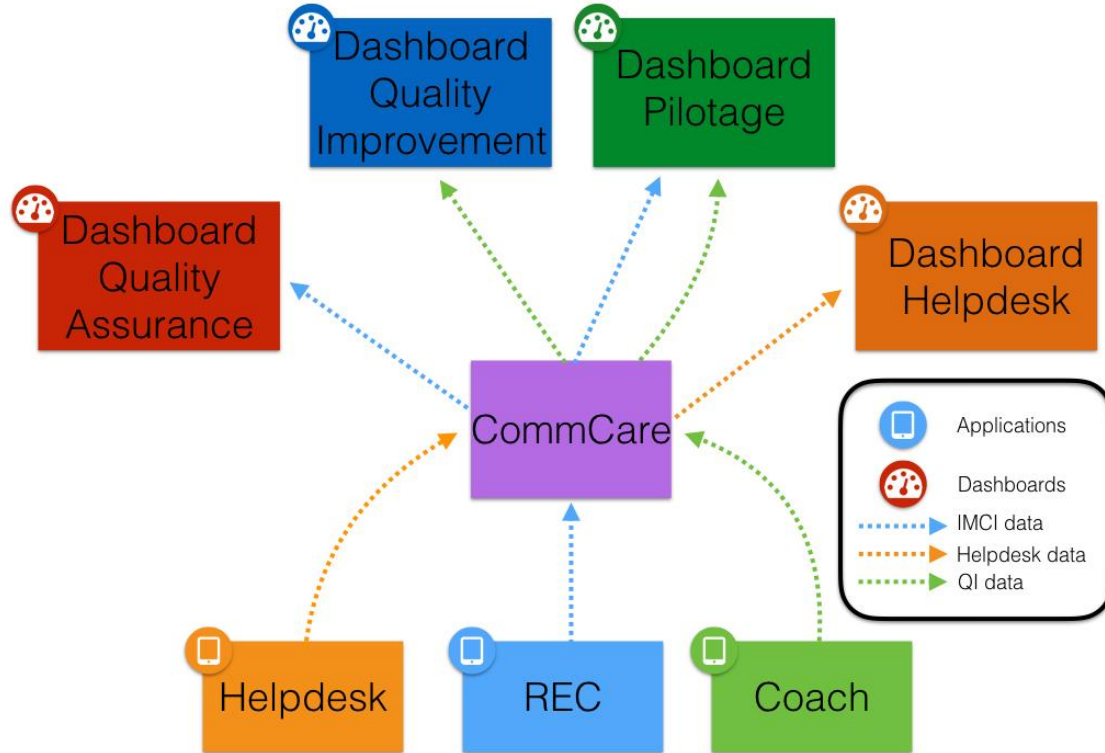 Dashboard
Quality
Improvement
Dashboard
Pilotage
Dashboard
Quality
Assurance
Dashboard
Helpdesk
CommCare
Applications
Dashboards
IMCI data
Helpdesk data
QI data
Helpdesk
REC
Coach